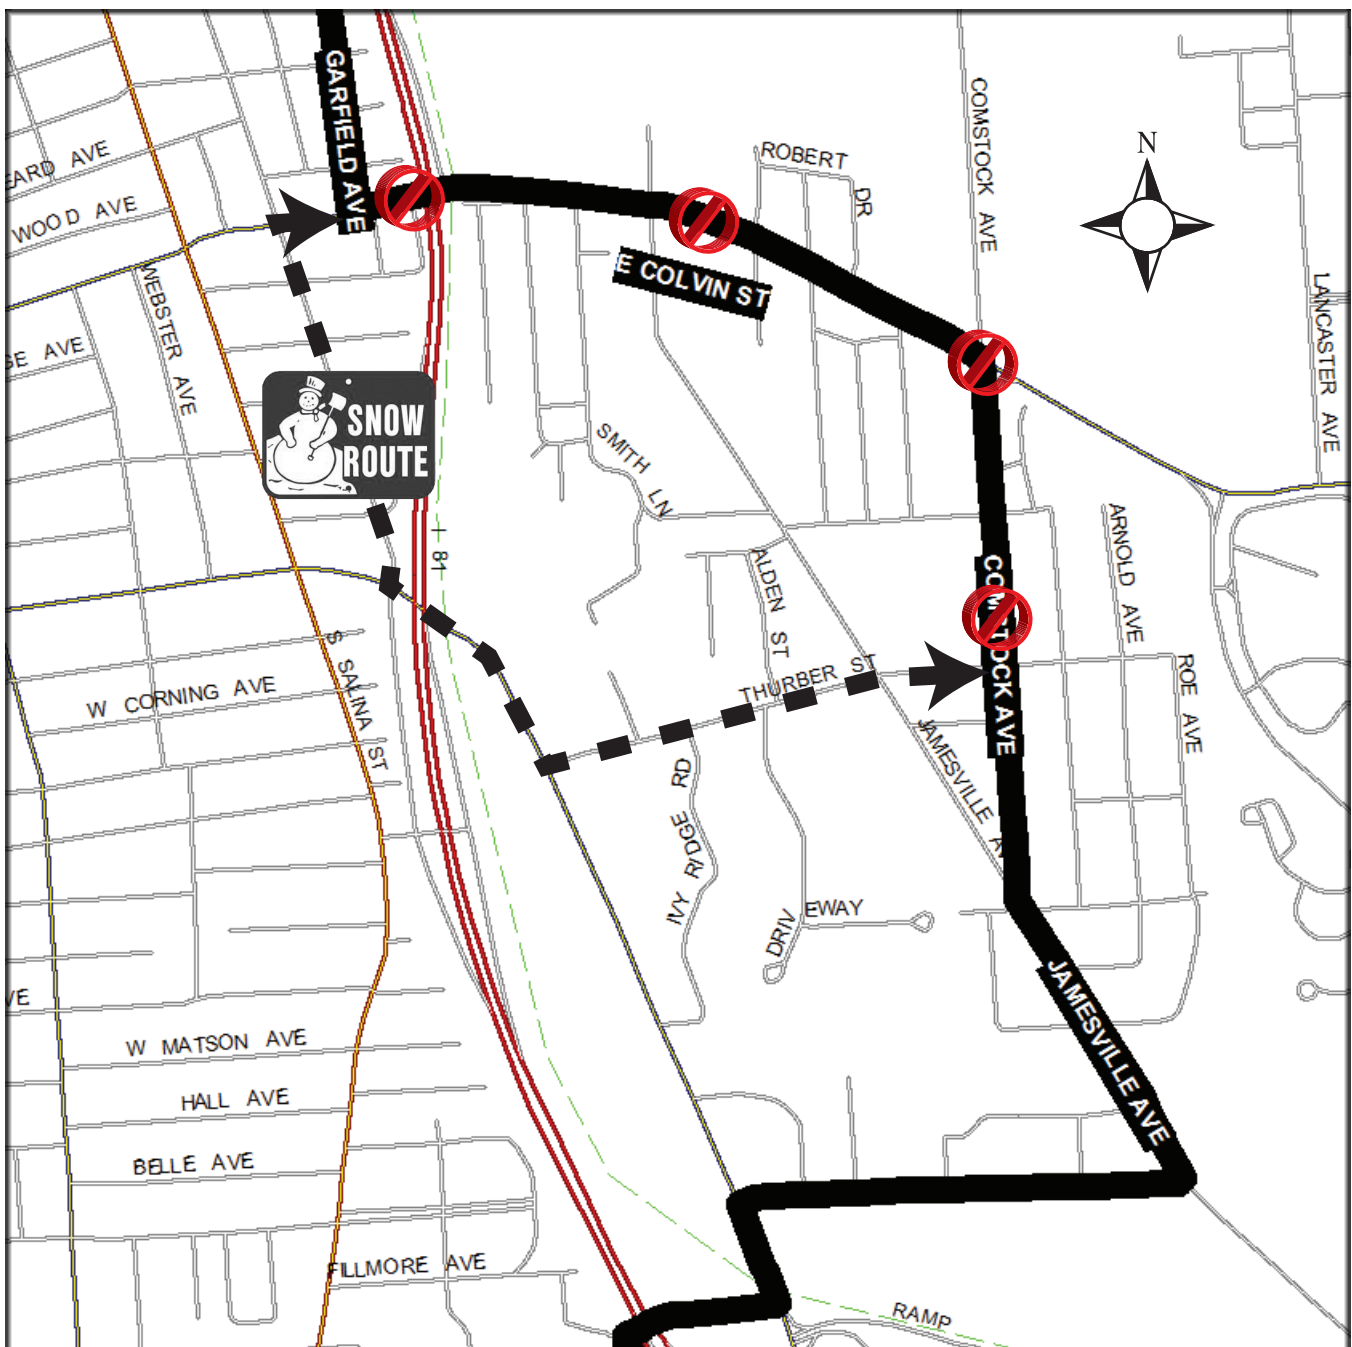 GARFIELD AVE
EARD AVE
WOOD AVE
WEBSTER AVE
GE AVE
ROBERT
DR
COMSTOCK AVE
N
E COLVIN ST
LANCASTER AVE
SNOW
ROUTE
SMITH LN
I 81
ALDEN ST
ARNOLD AVE
COMSTOCK AVE
S SALINA ST
W CORNING AVE
THURBER ST
ROE AVE
JAMESVILLE AV
IVY RIDGE RD
DRIVEWAY
VE
JAMESVILLE AVE
W MATSON AVE
HALL AVE
BELLE AVE
FILLMORE AVE
RAMP